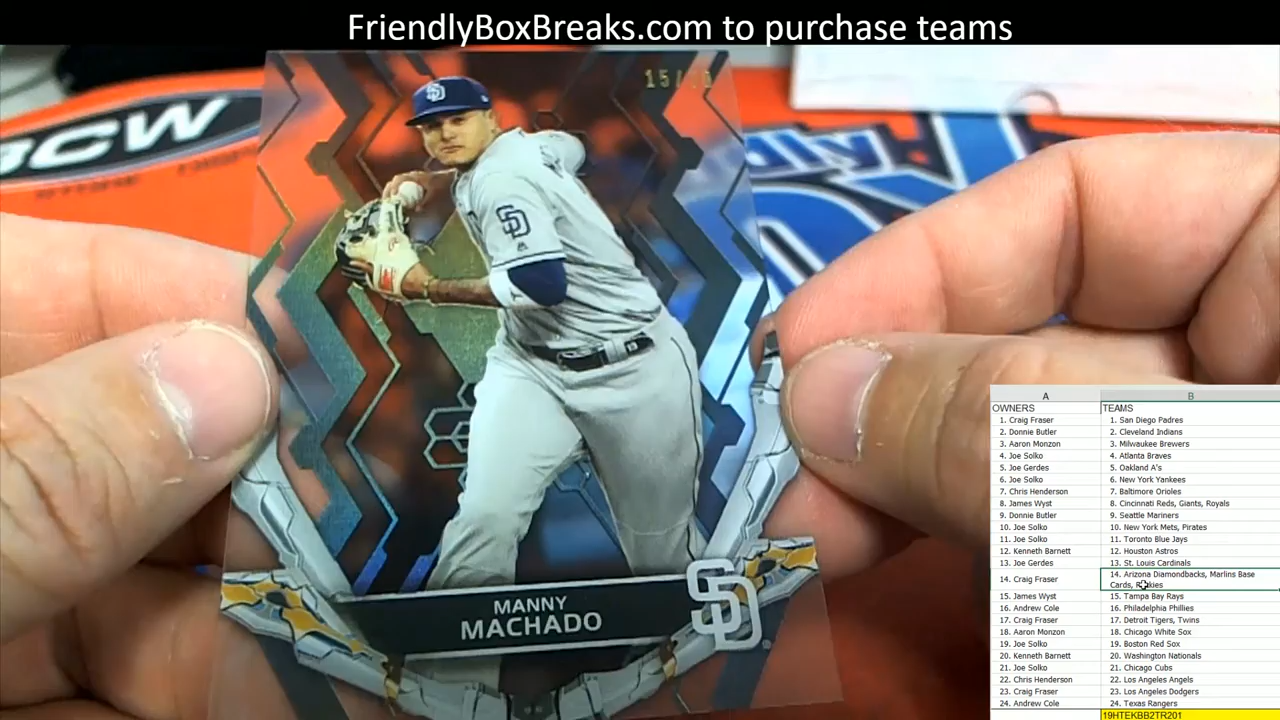 FriendlyBoxBreaks.com to purchase teams
BCW
SD
SD
MANNY
MACHADO
SD
A B
OWNERS TEAMS
1. Craig Fraser 1. San Diego Padres
2. Donnie Butler 2. Cleveland Indians
3. Aaron Monzon 3. Milwaukee Brewers
4. Joe Solko 4. Atlanta Braves
5. Joe Gerdes 5. Oakland A's
6. Joe Solko 6. New York Yankees
7. Chris Henderson 7. Baltimore Orioles
8. James Wyst 8. Cincinnati Reds, Giants, Royals
9. Donnie Butler 9. Seattle Mariners
10. Joe Solko 10. New York Mets, Pirates
11. Joe Solko 11. Toronto Blue Jays
12. Kenneth Barnett 12. Houston Astros
13. Joe Gerdes 13. St. Louis Cardinals
14. Craig Fraser 14. Arizona Diamondbacks, Marlins Base
Cards, Rockies
15. James Wyst 15. Tampa Bay Rays
16. Andrew Cole 16. Philadelphia Phillies
17. Craig Fraser 17. Detroit Tigers, Twins
18. Aaron Monzon 18. Chicago White Sox
19. Joe Solko 19. Boston Red Sox
20. Kenneth Barnett 20. Washington Nationals
21. Joe Solko 21. Chicago Cubs
22. Chris Henderson 22. Los Angeles Angels
23. Craig Fraser 23. Los Angeles Dodgers
24. Andrew Cole 24. Texas Rangers
19HTEKBB2TR201